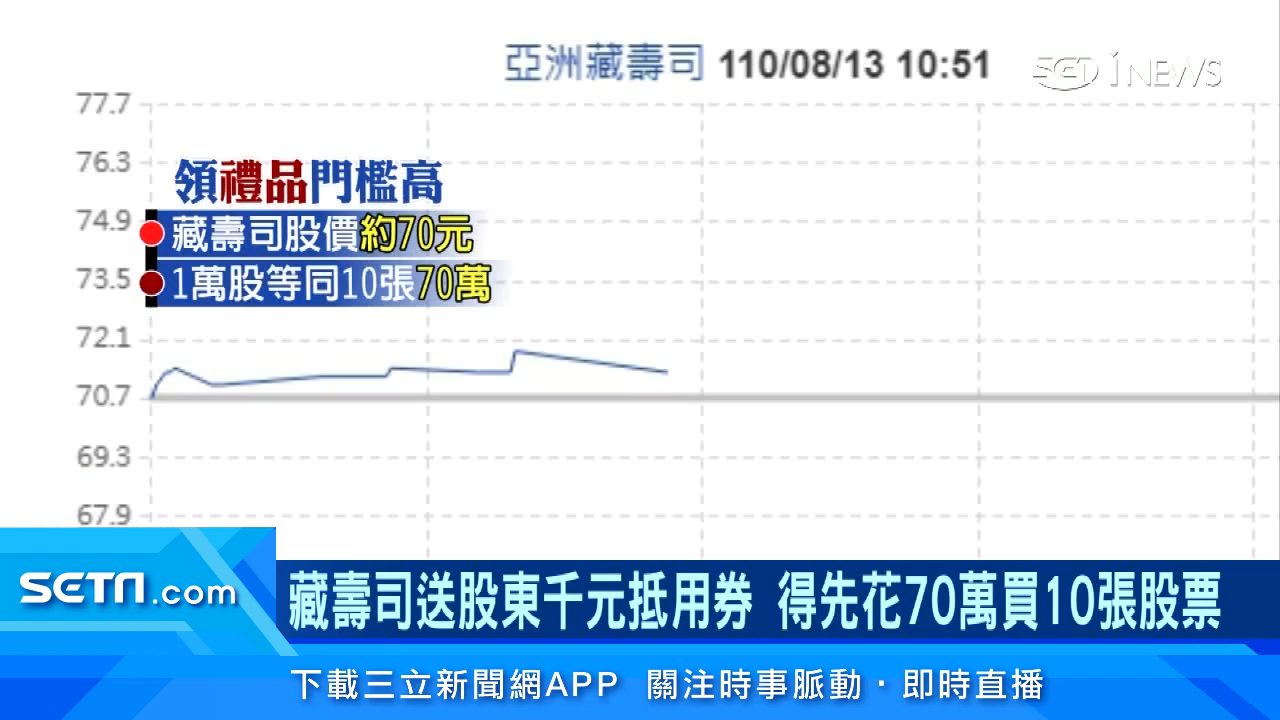 亞洲藏壽司 110/08/13 10:51
SETN iNEWS
77.7
76.3
領禮品門檻高
74.9
藏壽司股價約70元
73.5
1萬股等同10張70萬
72.1
70.7
69.3
67.9
SETN.com
藏壽司送股東千元抵用券 得先花70萬買10張股票
下載三立新聞網APP 關注時事脈動·即時直播